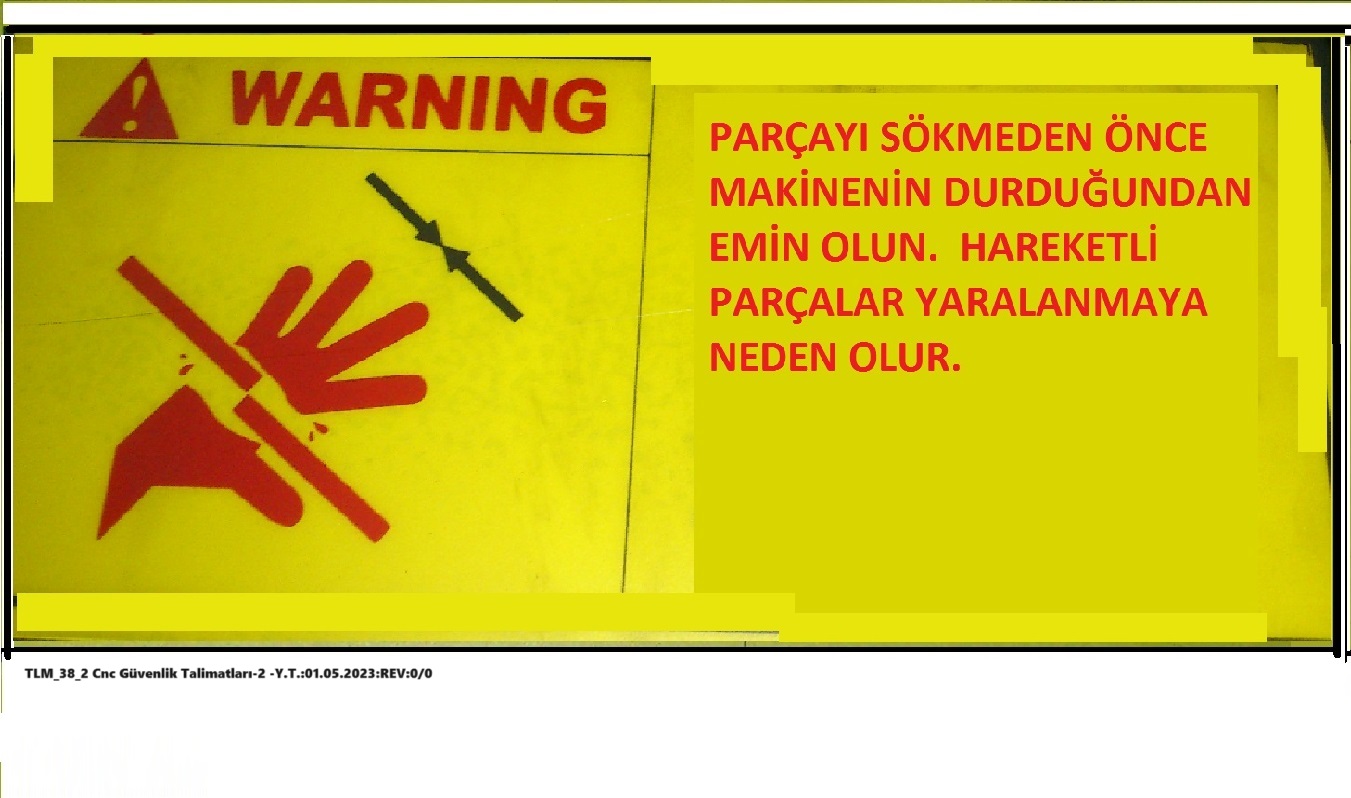 WARNING
PARÇAYI SÖKMEDEN ÖNCE
MAKİNENİN DURDUĞUNDAN
EMİN OLUN. HAREKETLİ
PARÇALAR YARALANMAYA
NEDEN OLUR.
TLM_38_2 Cnc Güvenlik Talimatları-2 -Y.T.:01.05.2023:REV:0/0